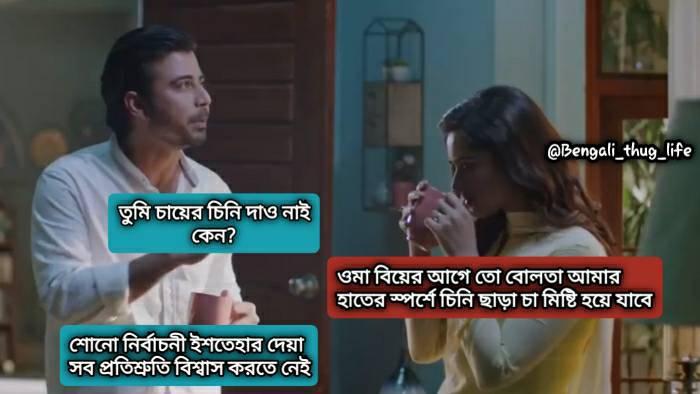 @Bengali_thug_life
তুমি চায়ের চিনি দাও নাই
কেন?
ওমা বিয়ের আগে তো বোলতা আমার
হাতের স্পর্শে চিনি ছাড়া চা মিষ্টি হয়ে যাবে
শোনো নির্বাচনী ইশতেহার দেয়া
সব প্রতিশ্রুতি বিশ্বাস করতে নেই